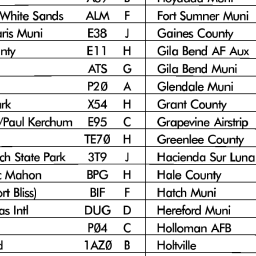 White Sands ALM F Fort Sumner Muni
ris Muni E38 J Gaines County
nty E11 H Gila Bend AF Aux
ATS G Gila Bend Muni
P20 A Glendale Muni
rk X54 H Grant County
/Paul Kerchum E95 C Grapevine Airstrip
TE70 H Greenlee County
ch State Park 3T9 J Hacienda Sur Luna
Mahon BPG H Hale County
ort Bliss) BIF F Hatch Muni
as Intl DUG D Hereford Muni
P04 C Holloman AFB
d 1AZ0 B Holtville